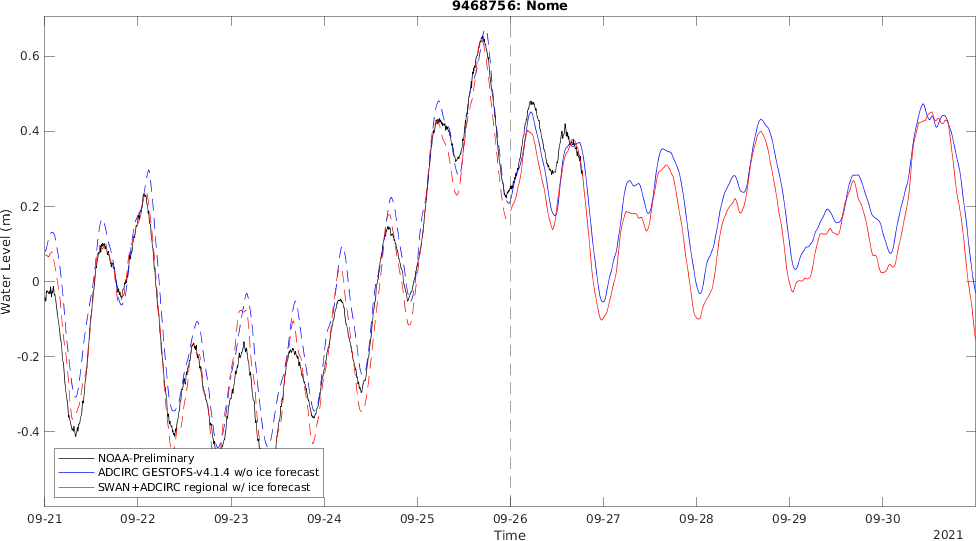 9468756: Nome
Water Level (m)
0.6
0.4
0.2
0
-0.2
-0.4
NOAA-Preliminary
ADCIRC GESTOFS-v4.1.4 w/o ice forecast
SWAN+ADCIRC regional w/ ice forecast
09-21 09-22 09-23 09-24 09-25 09-26 09-27 09-28 09-29 09-30
Time
2021